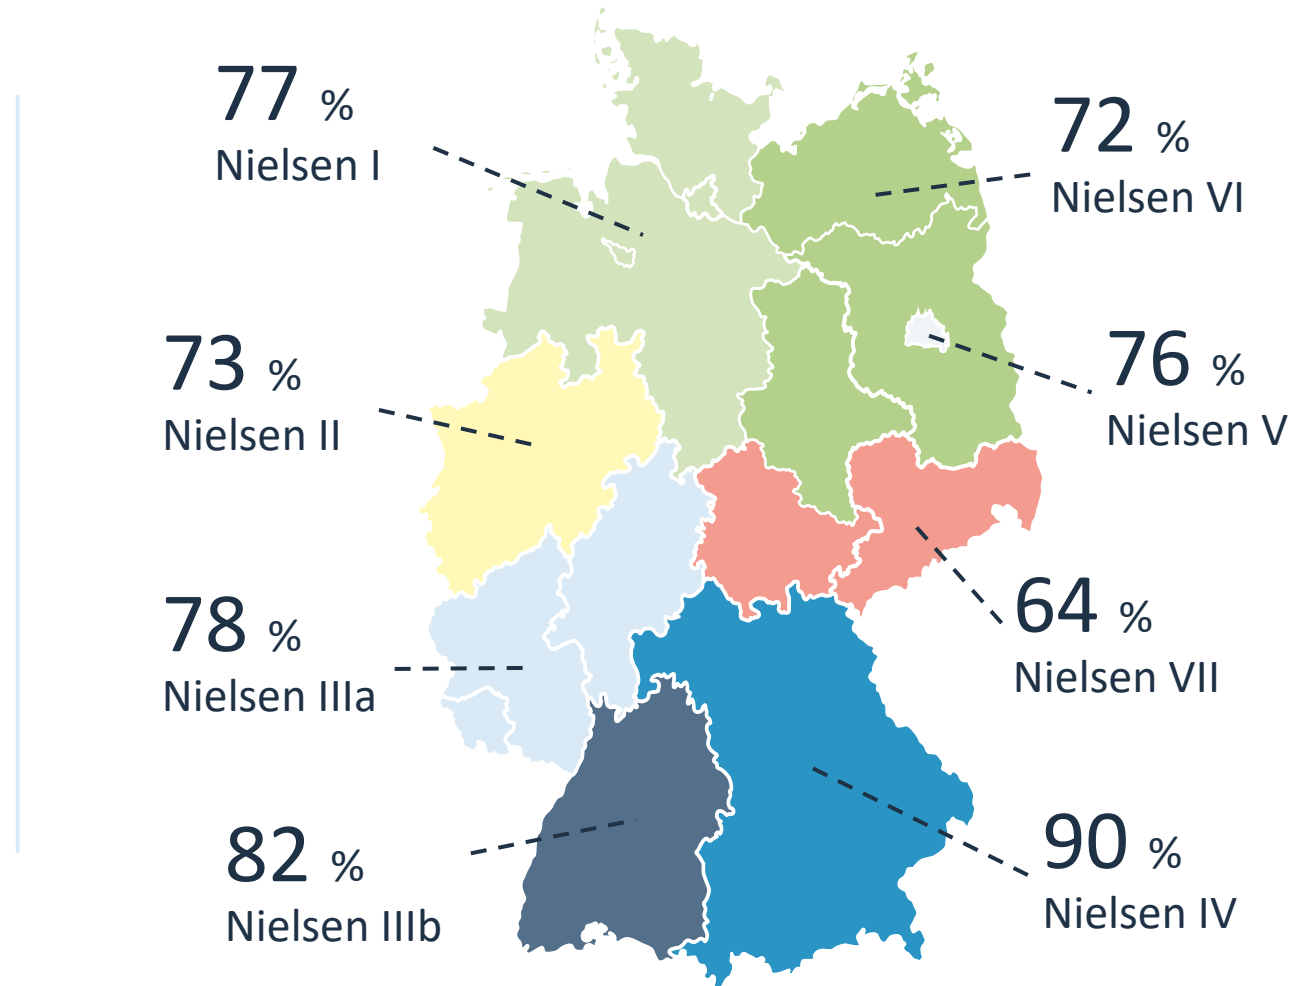 77 %
Nielsen I
72 %
Nielsen VI
73 %
Nielsen II
76 %
Nielsen V
78 %
Nielsen IIIa
64 %
Nielsen VII
82 %
Nielsen IIIb
90 %
Nielsen IV